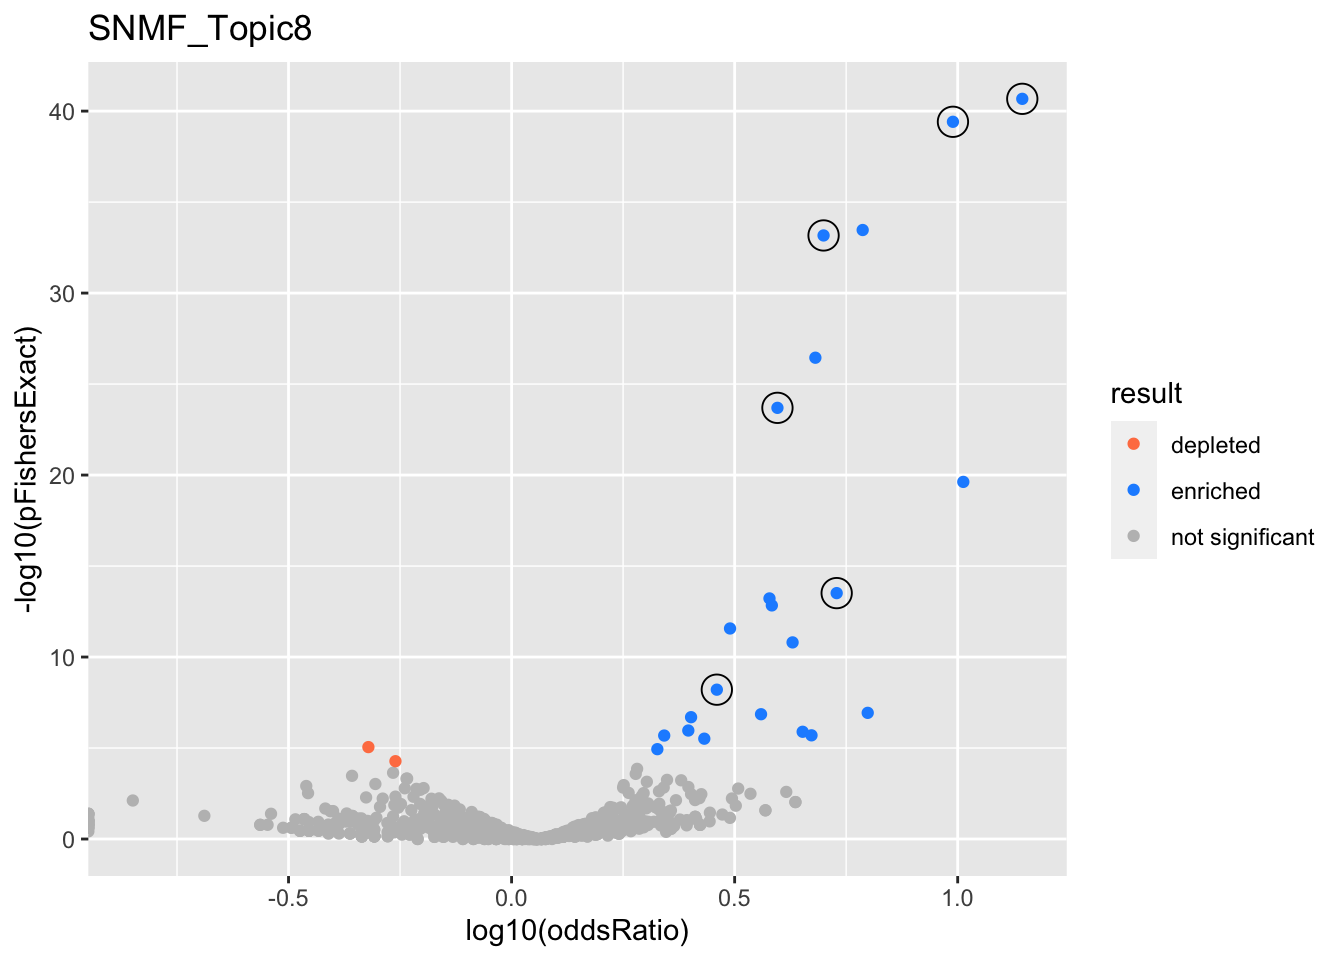 SNMF_Topic8
40
30
20
10
0
-log10(pFishersExact)
-0.5
0.0
0.5
1.0
log10(oddsRatio)
result
depleted
enriched
not significant